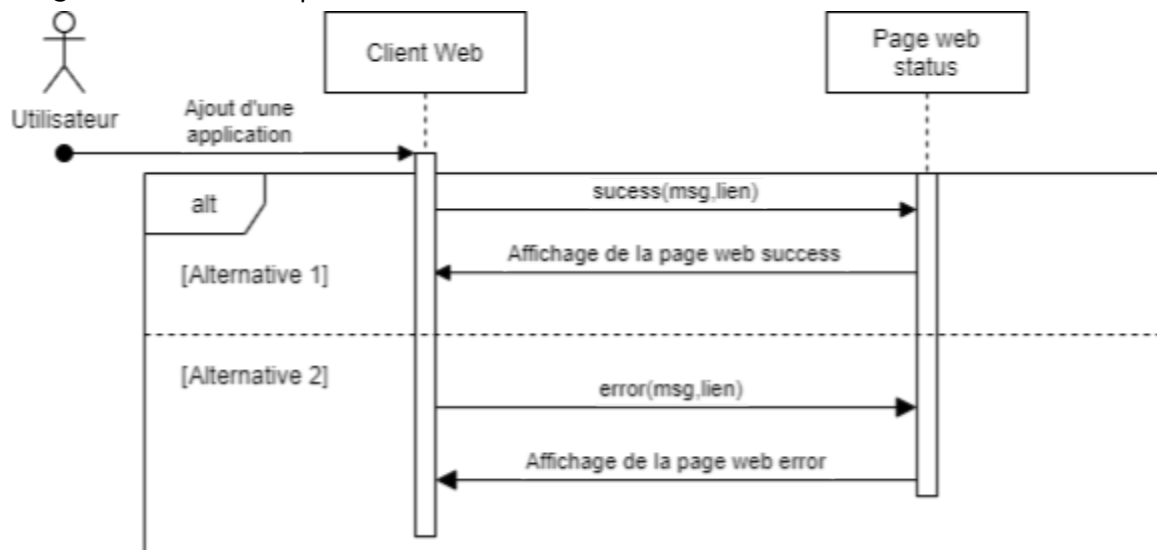 Client Web
Page web
status
Utilisateur
Ajout d'une
application
alt
sucess(msg,lien)
Affichage de la page web success
[Alternative 1]
[Alternative 2]
error(msg,lien)
Affichage de la page web error